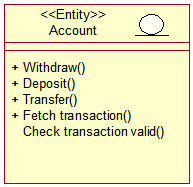 <<Entity>>
Account
+ Withdraw()
+ Deposit()
+ Transfer()
+ Fetch transaction()
Check transaction valid()